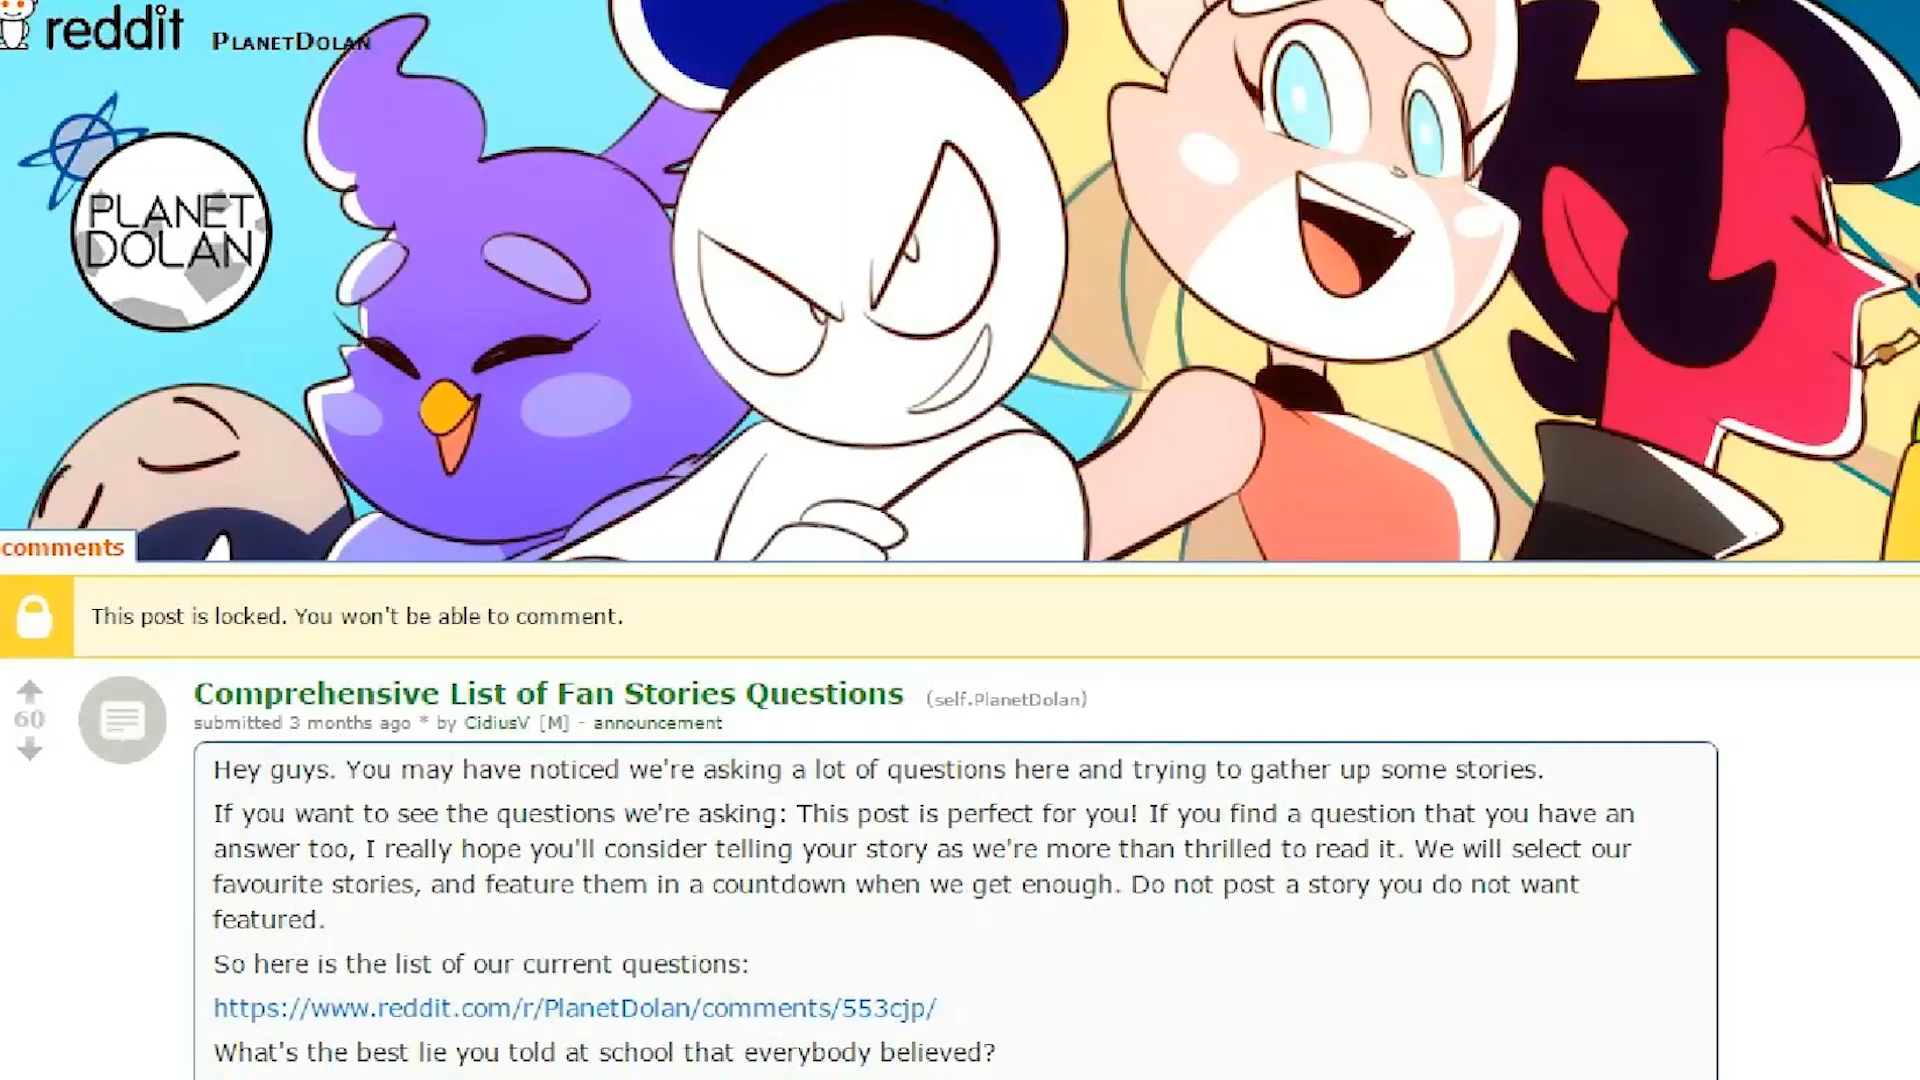 reddit PLANETDOLAN
PLANET
DOLAN
comments
This post is locked. You won't be able to comment.
Comprehensive List of Fan Stories Questions (self.PlanetDolan)
60
submitted 3 months ago * by CidiusV [M] - announcement
Hey guys. You may have noticed we're asking a lot of questions here and trying to gather up some stories.
If you want to see the questions we're asking: This post is perfect for you! If you find a question that you have an
answer too, I really hope you'll consider telling your story as we're more than thrilled to read it. We will select our
favourite stories, and feature them in a countdown when we get enough. Do not post a story you do not want
featured.
So here is the list of our current questions:
https://www.reddit.com/r/PlanetDolan/comments/553cjp/
What's the best lie you told at school that everybody believed?